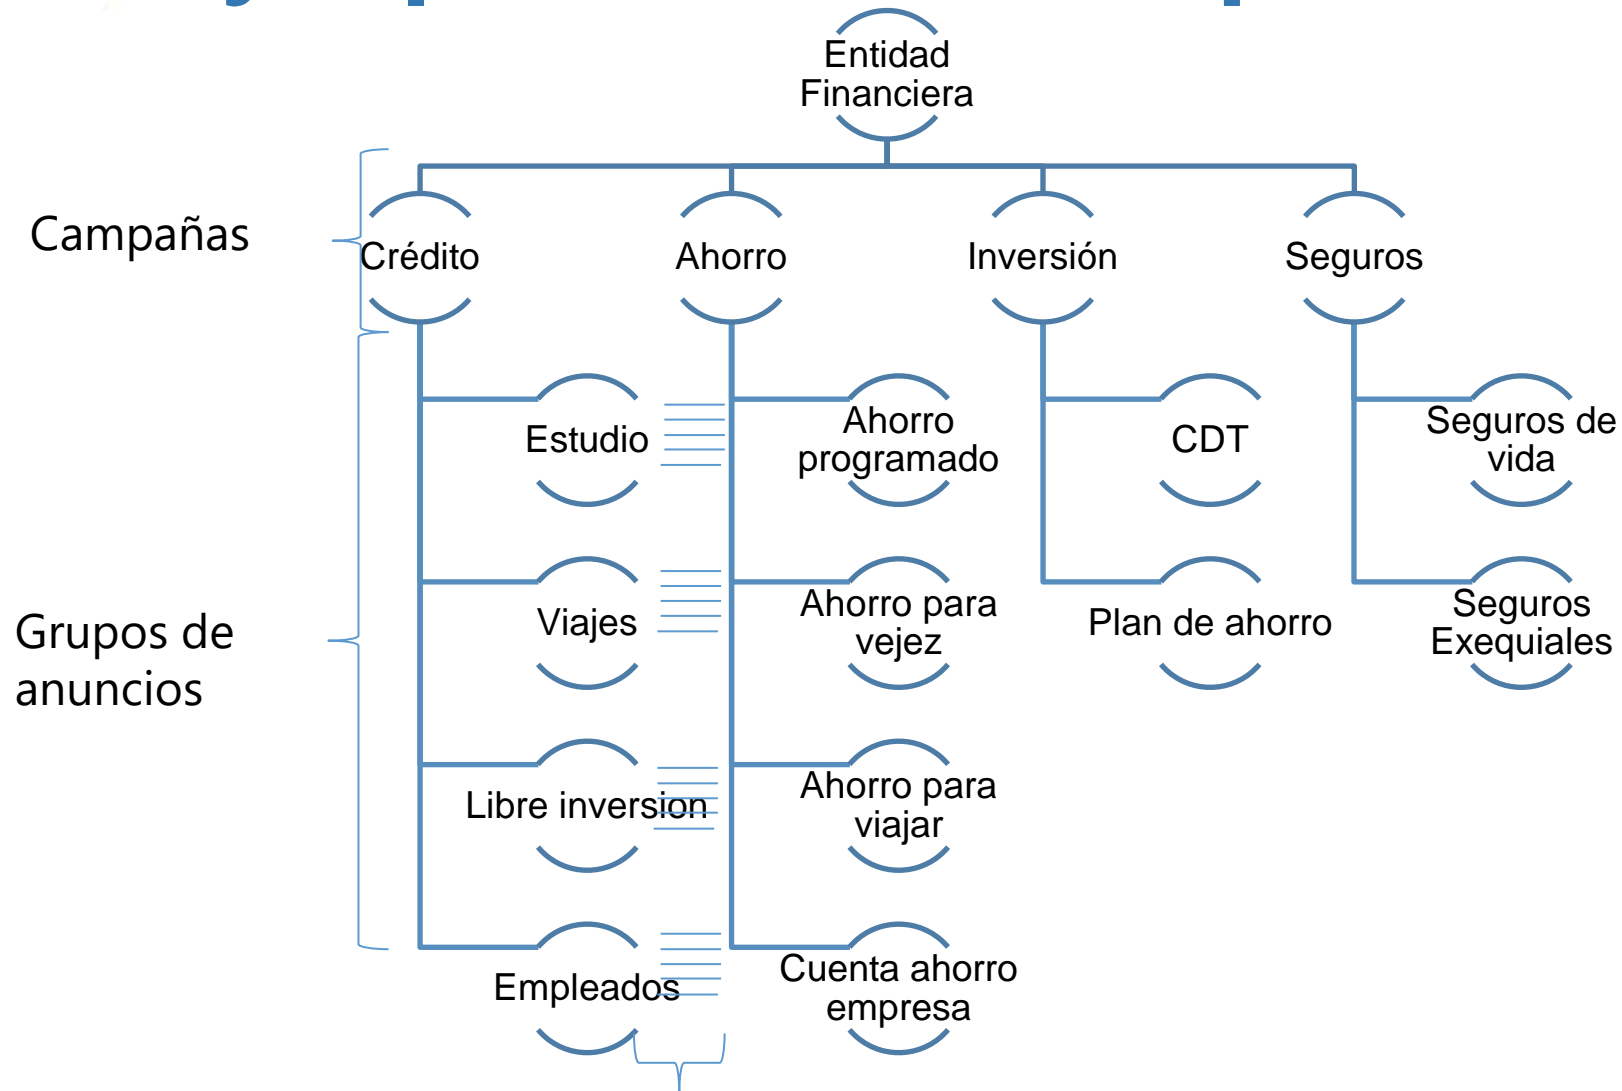 Entidad
Financiera
Campañas
Crédito
Ahorro
Inversión
Seguros
Grupos de
anuncios
Estudio
Ahorro
programado
CDT
Seguros de
vida
Viajes
Ahorro para
vejez
Plan de ahorro
Seguros
Exequiales
Libre inversion
Ahorro para
viajar
Empleados
Cuenta ahorro
empresa